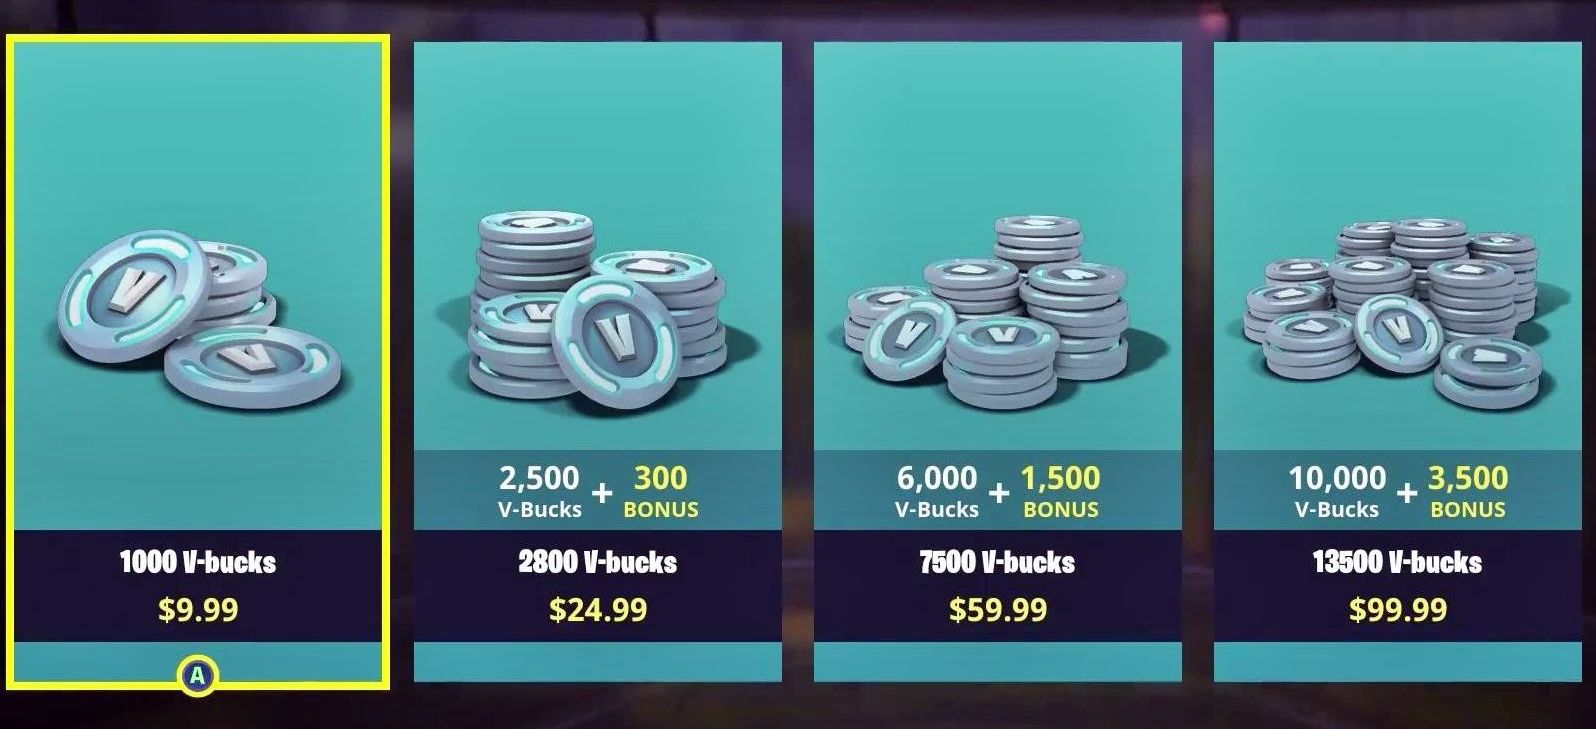 1000 V-bucks
$9.99
A
2,500 + 300
V-Bucks BONUS
2800 V-bucks
$24.99
6,000 + 1,500
V-Bucks BONUS
7500 V-bucks
$59.99
10,000 + 3,500
V-Bucks BONUS
13500 V-bucks
$99.99